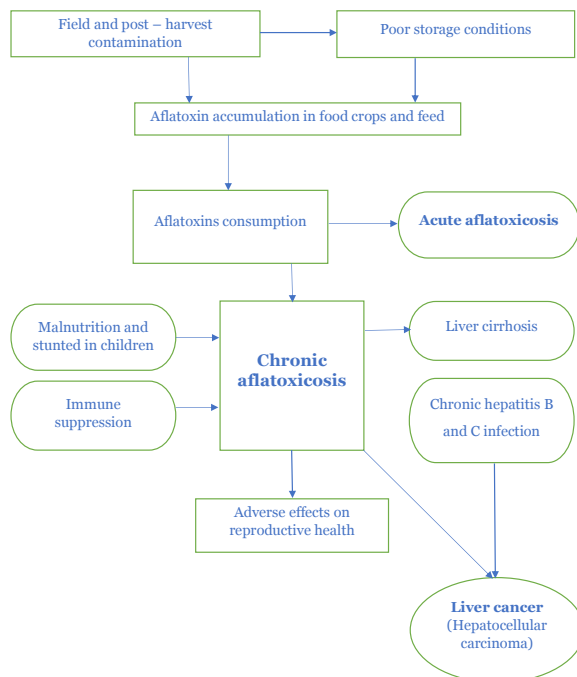 Field and post – harvest
contamination
Poor storage conditions
Aflatoxin accumulation in food crops and feed
Aflatoxins consumption
Acute aflatoxicosis
Malnutrition and
stunted in children
Chronic
aflatoxicosis
Liver cirrhosis
Immune
suppression
Chronic hepatitis B
and C infection
Adverse effects on
reproductive health
Liver cancer
(Hepatocellular
carcinoma)